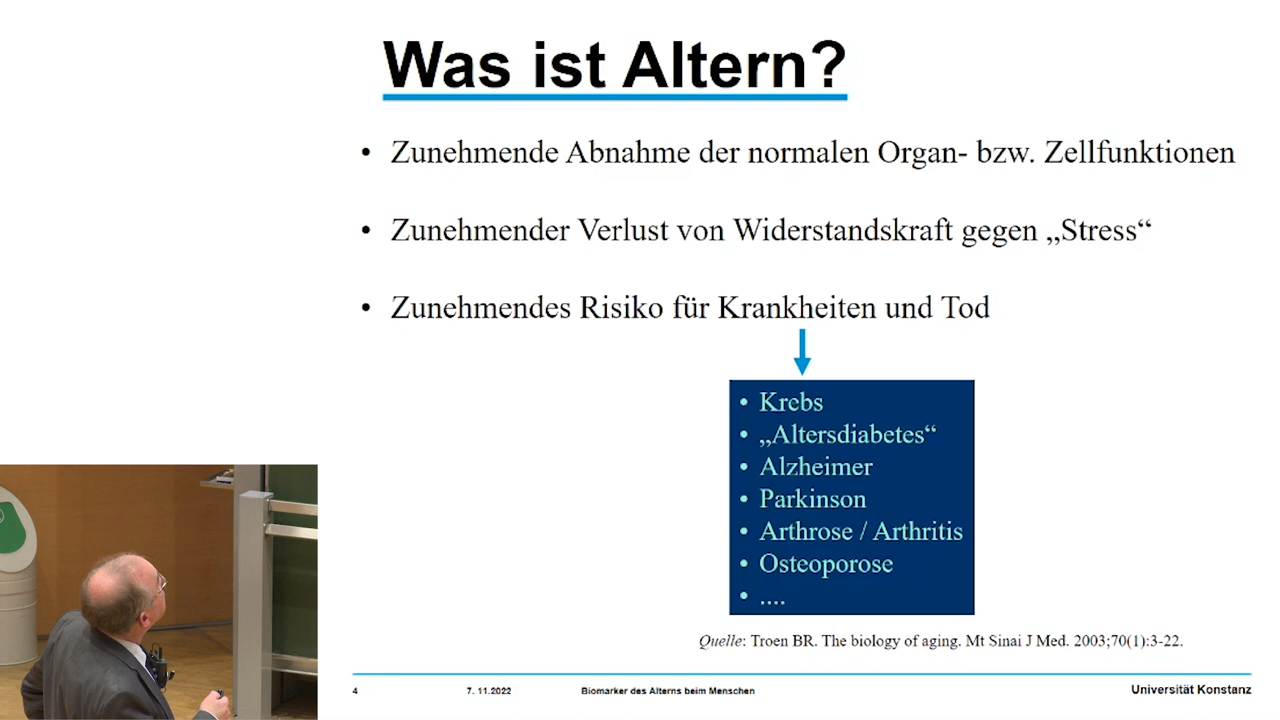 Was ist Altern?
• Zunehmende Abnahme der normalen Organ- bzw. Zellfunktionen
• Zunehmender Verlust von Widerstandskraft gegen „Stress“
• Zunehmendes Risiko für Krankheiten und Tod
• Krebs
• „Altersdiabetes“
• Alzheimer
• Parkinson
• Arthrose / Arthritis
• Osteoporose
• ....
Quelle: Troen BR. The biology of aging. Mt Sinai J Med. 2003;70(1):3-22.
4 7. 11.2022 Biomarker des Alterns beim Menschen Universität Konstanz